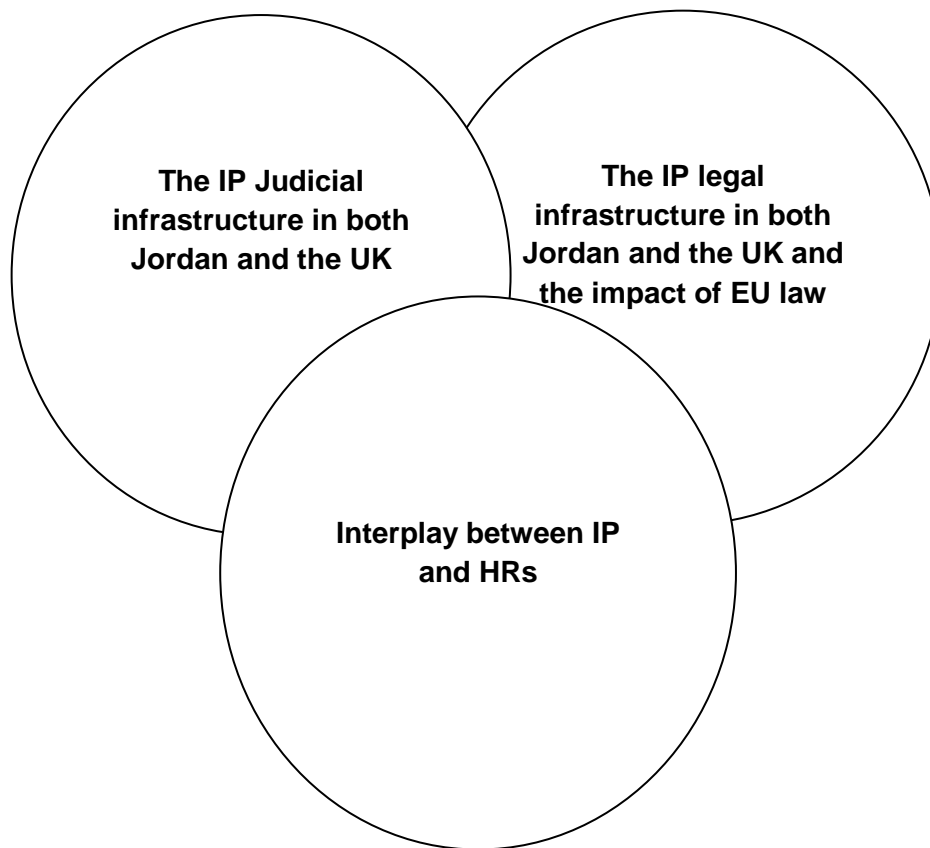 The IP Judicial
infrastructure in both
Jordan and the UK
The IP legal
infrastructure in both
Jordan and the UK and
the impact of EU law
Interplay between IP
and HRs